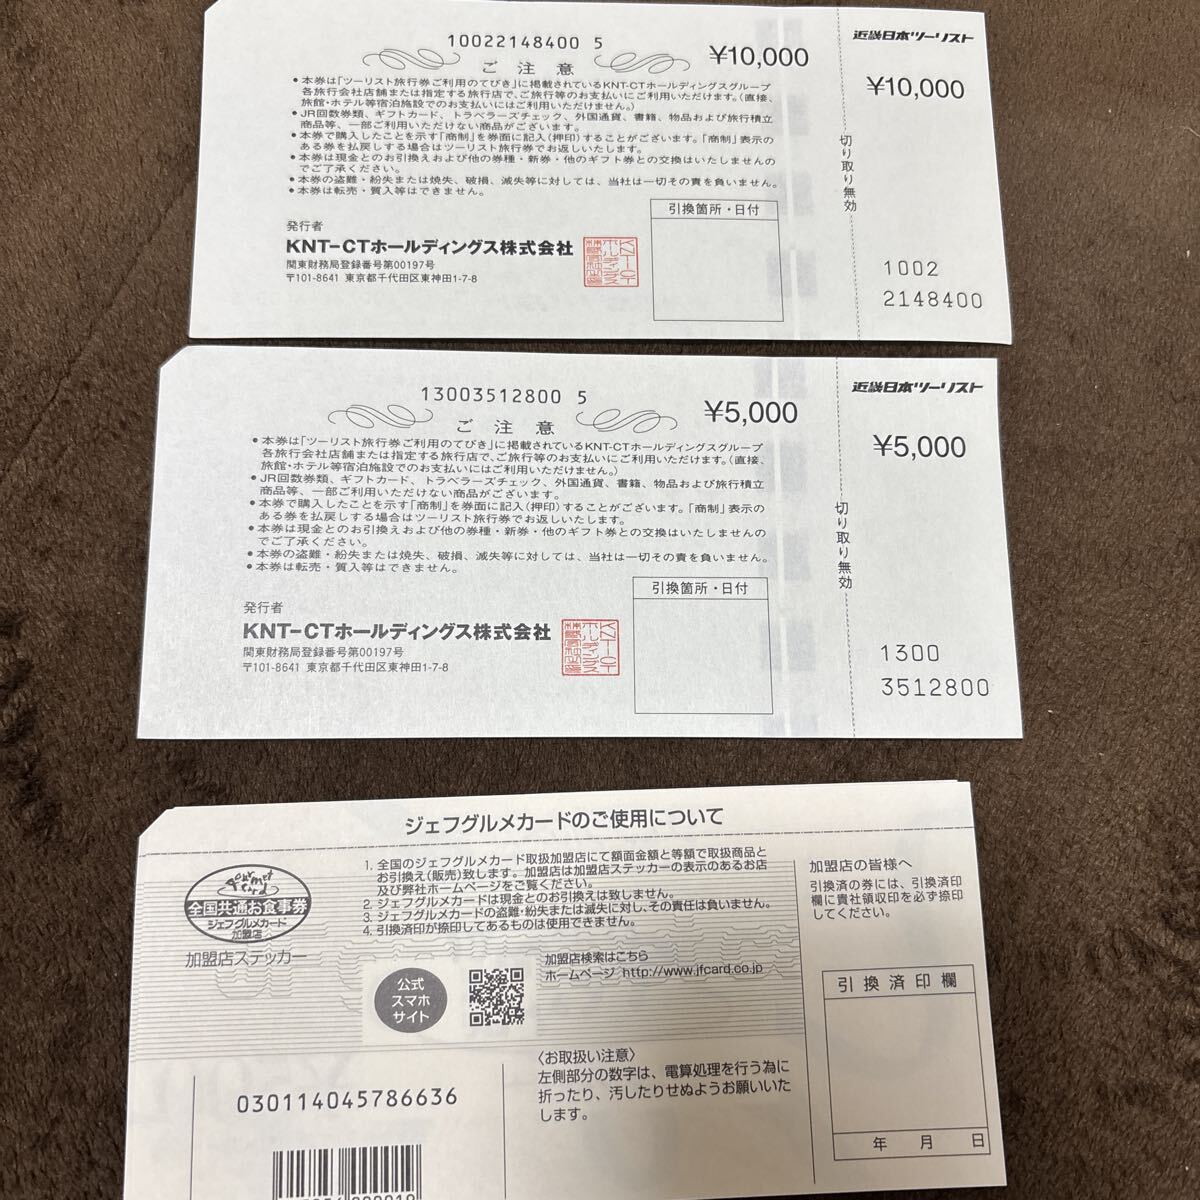 10022148400 5
¥10,000
近畿日本ツーリスト
¥10,000
ご注意
●本券は「ツーリスト旅行券ご利用のてびき」に掲載されているKNT-CTホールディングスグループ
各旅行会社店舗または指定する旅行店で、ご旅行等のお支払いにご利用いただけます。（直接、
旅館・ホテル等宿泊施設でのお支払いにはご利用いただけません。）
●JR回数券類、ギフトカード、トラベラーズチェック、外国通貨、書籍、物品および旅行積立
商品等、一部ご利用いただけない商品がございます。
●本券で購入したことを示す「商制」を券面に記入（押印）することがございます。「商制」表示の
ある券を払戻しする場合はツーリスト旅行券でお返しいたします。
●本券は現金とのお引換えおよび他の券種・新券・他のギフト券との交換はいたしませんの
でご了承ください。
●本券の盗難・紛失または焼失、破損、滅失等に対しては、当社は一切その責を負いません。
●本券は転売・質入等はできません。
切り取り無効
引換箇所・日付
発行者
KNT-CTホールディングス株式会社
関東財務局登録番号第00197号
〒101-8641 東京都千代田区東神田1-7-8
KNT-CT
ホールディングス
株式会社
1002
2148400
13003512800 5
¥5,000
近畿日本ツーリスト
¥5,000
ご注意
●本券は「ツーリスト旅行券ご利用のてびき」に掲載されているKNT-CTホールディングスグループ
各旅行会社店舗または指定する旅行店で、ご旅行等のお支払いにご利用いただけます。（直接、
旅館・ホテル等宿泊施設でのお支払いにはご利用いただけません。）
●JR回数券類、ギフトカード、トラベラーズチェック、外国通貨、書籍、物品および旅行積立
商品等、一部ご利用いただけない商品がございます。
●本券で購入したことを示す「商制」を券面に記入（押印）することがございます。「商制」表示の
ある券を払戻しする場合はツーリスト旅行券でお返しいたします。
●本券は現金とのお引換えおよび他の券種・新券・他のギフト券との交換はいたしませんの
でご了承ください。
●本券の盗難・紛失または焼失、破損、滅失等に対しては、当社は一切その責を負いません。
●本券は転売・質入等はできません。
切り取り無効
引換箇所・日付
発行者
KNT-CTホールディングス株式会社
関東財務局登録番号第00197号
〒101-8641 東京都千代田区東神田1-7-8
KNT-CT
ホールディングス
株式会社
1300
3512800
ジェフグルメカードのご使用について
gourmet
card
全国共通お食事券
ジェフグルメカード
加盟店
加盟店ステッカー
1. 全国のジェフグルメカード取扱加盟店にて額面金額と等額で取扱商品と
お引換え（販売）致します。加盟店は加盟店ステッカーの表示のあるお店
及び弊社ホームページをご覧ください。
2. ジェフグルメカードは現金とのお引換えは致しません。
3. ジェフグルメカードの盗難・紛失または滅失に対し、その責任は負いません。
4. 引換済印が捺印してあるものは使用できません。
公式
スマホ
サイト
加盟店検索はこちら
ホームページ http://www.jfcard.co.jp
〈お取扱い注意〉
左側部分の数字は、電算処理を行う為に
折ったり、汚したりせぬようお願いいた
します。
030114045786636
加盟店の皆様へ
引換済の券には、引換済印
欄に貴社領収印を必ず捺印
してください。
引換済印欄
年 月 日